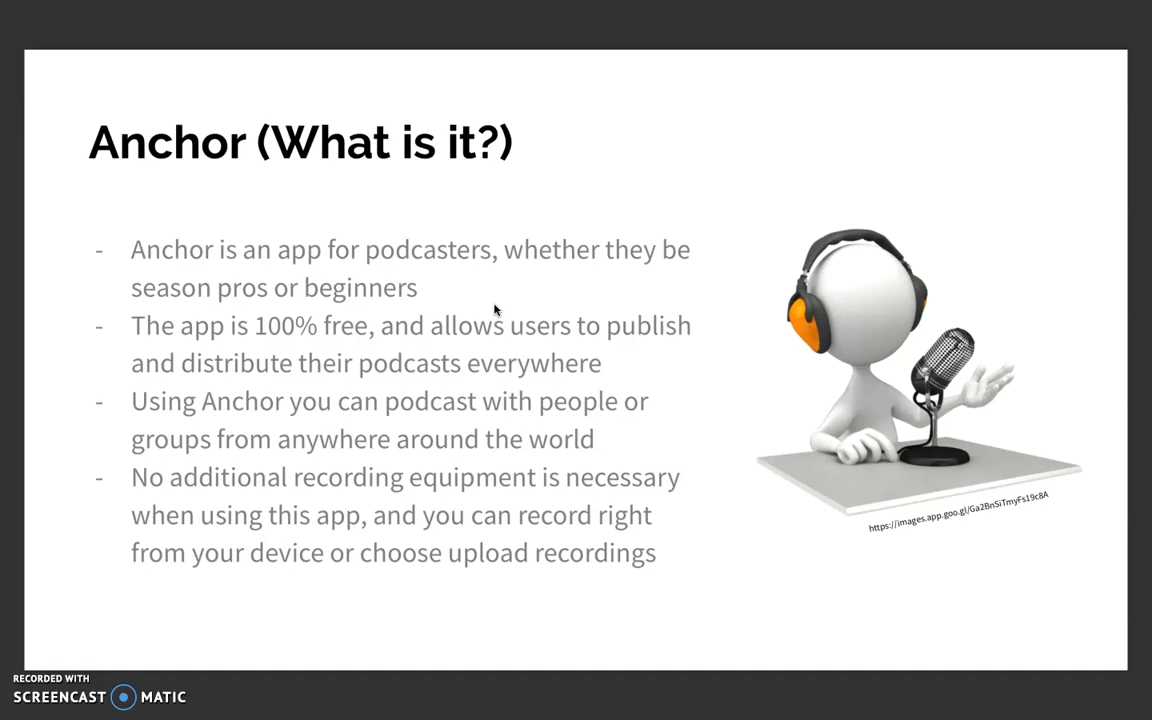 Anchor (What is it?)
- Anchor is an app for podcasters, whether they be
season pros or beginners
- The app is 100% free, and allows users to publish
and distribute their podcasts everywhere
- Using Anchor you can podcast with people or
groups from anywhere around the world
- No additional recording equipment is necessary
when using this app, and you can record right
from your device or choose upload recordings
https://images.app.goo.gl/Ga2BnSiTmyFs19c8A
RECORDED WITH
SCREENCAST MATIC